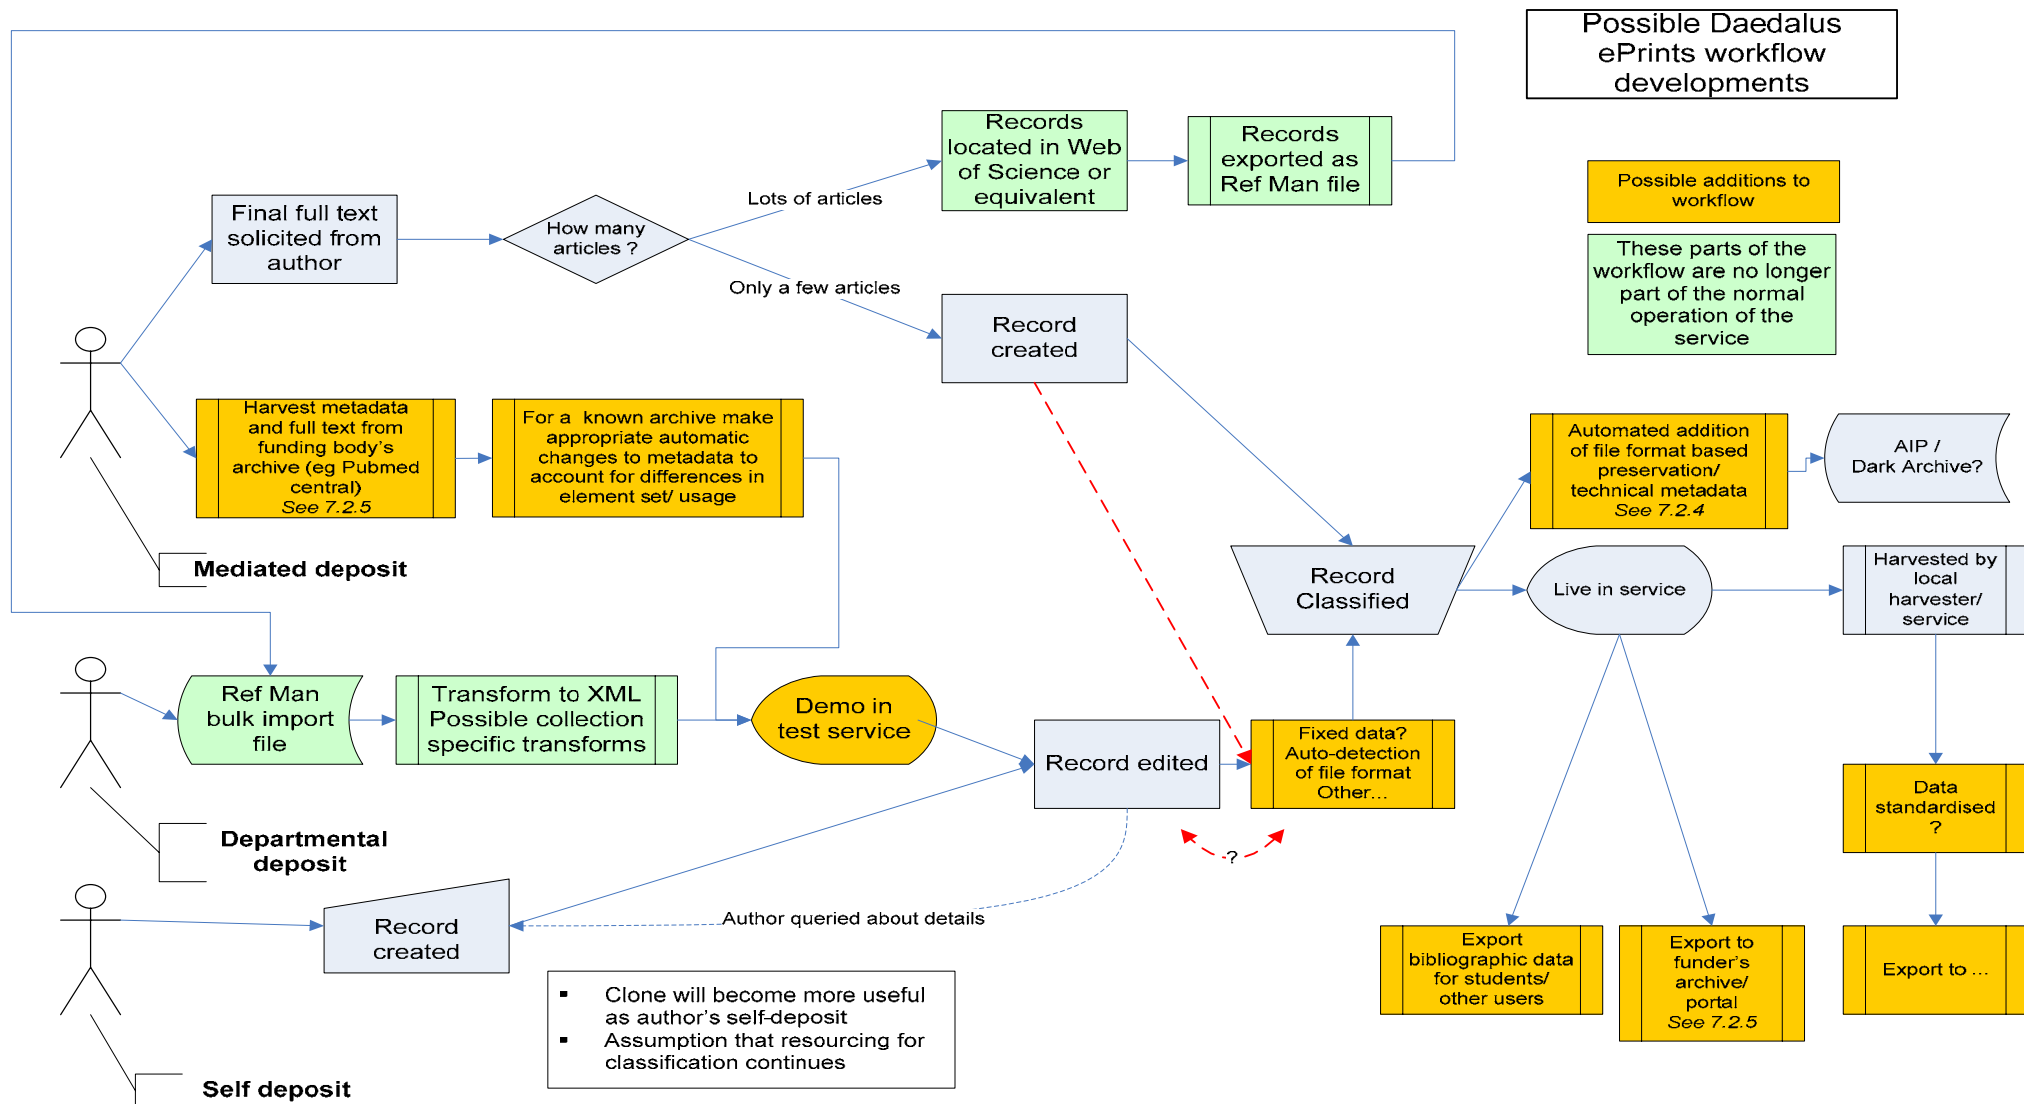 Possible Daedalus
ePrints workflow
developments
Possible additions to
workflow
These parts of the
workflow are no longer
part of the normal
operation of the
service
Records
located in Web
of Science or
equivalent
Records
exported as
Ref Man file
Lots of articles
Final full text
solicited from
author
How many
articles ?
Only a few articles
Record
created
Harvest metadata
and full text from
funding body's
archive (eg Pubmed
central)
See 7.2.5
For a known archive make
appropriate automatic
changes to metadata to
account for differences in
element set/ usage
Automated addition
of file format based
preservation/
technical metadata
See 7.2.4
AIP /
Dark Archive?
Mediated deposit
Record
Classified
Live in service
Harvested by
local
harvester/
service
Ref Man
bulk import
file
Transform to XML
Possible collection
specific transforms
Demo in
test service
Record edited
Fixed data?
Auto-detection
of file format
Other...
Data
standardised
?
Departmental
deposit
?
Record
created
Author queried about details
Export
bibliographic data
for students/
other users
Export to
funder's
archive/
portal
See 7.2.5
Export to ...
▪ Clone will become more useful
as author's self-deposit
▪ Assumption that resourcing for
classification continues
Self deposit